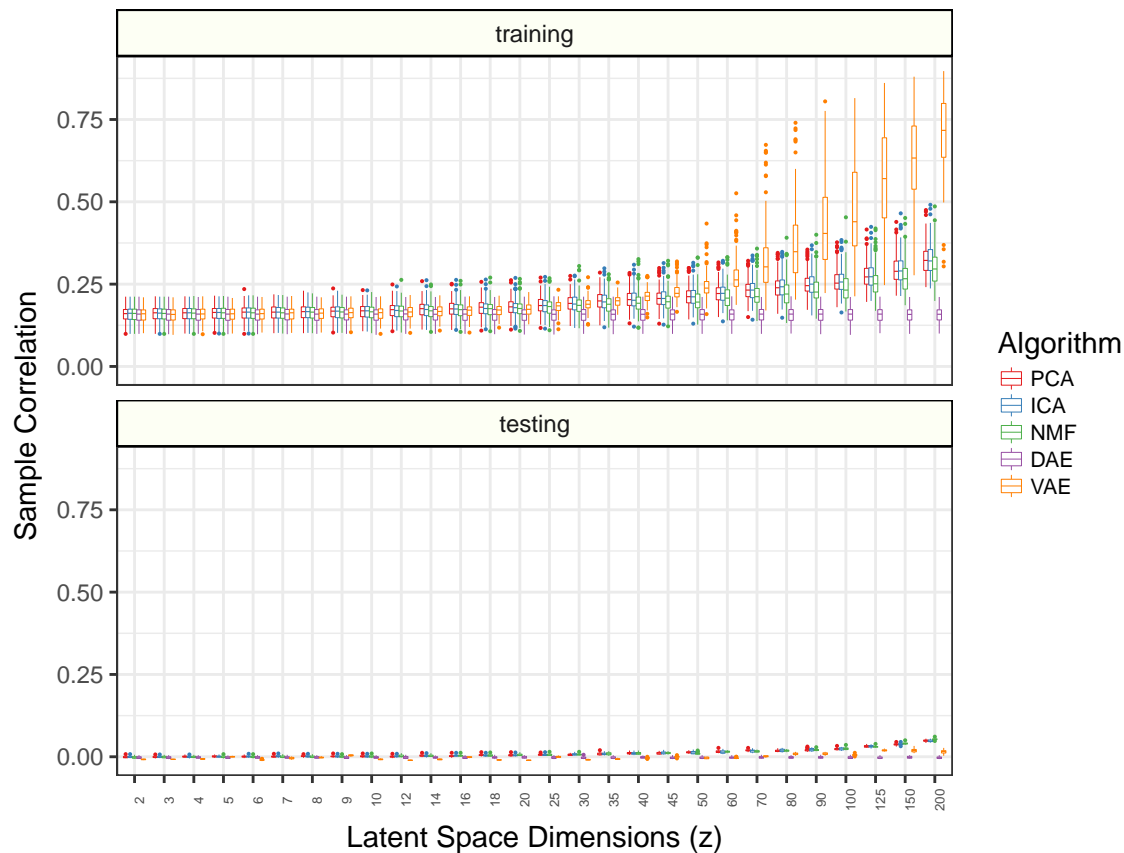 training
0.75
0.50
0.25
0.00
testing
0.75
0.50
0.25
0.00
Sample Correlation
2 3 4 5 6 7 8 9 10 12 14 16 18 20 25 30 35 40 45 50 60 70 80 90 100 125 150 200
Latent Space Dimensions (z)
Algorithm
PCA
ICA
NMF
DAE
VAE